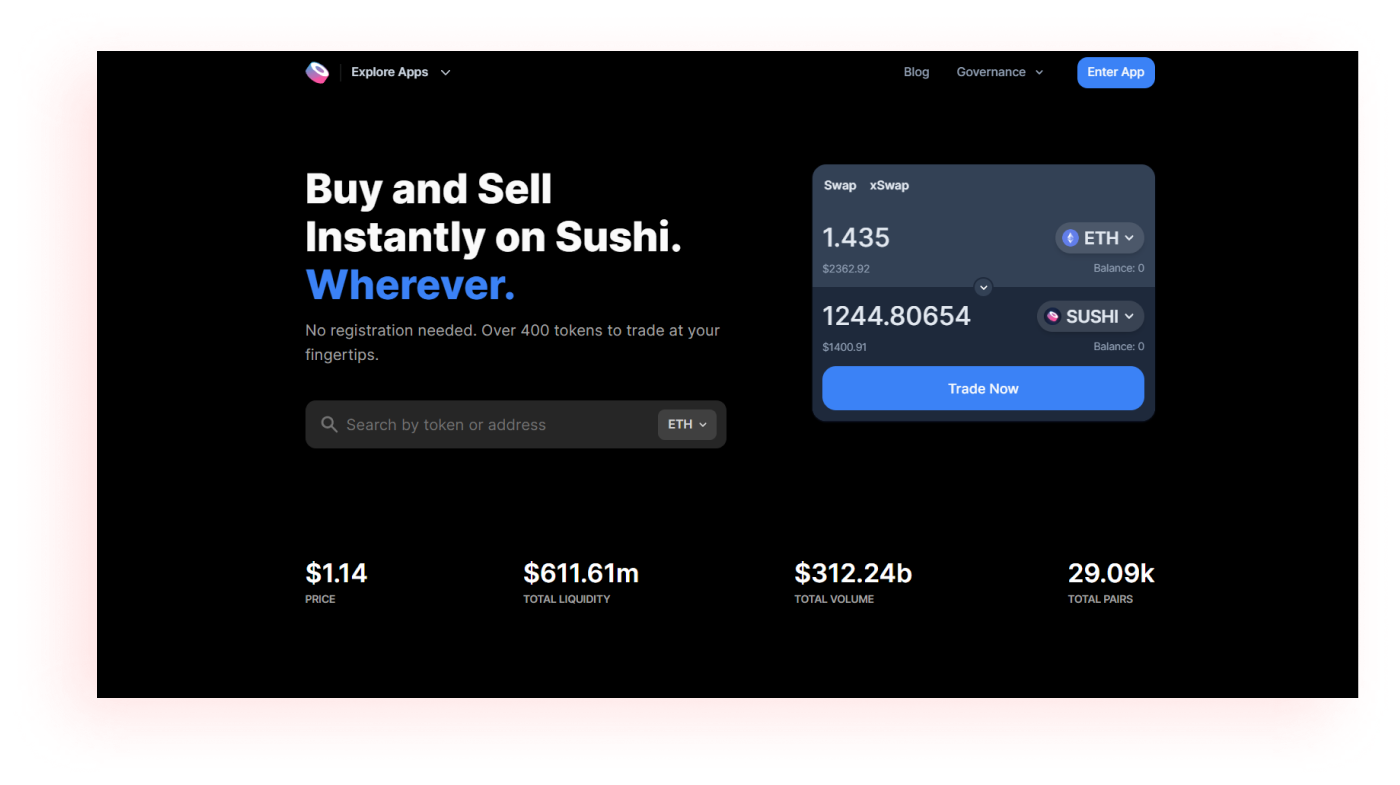 Explore Apps
Blog
Governance
Enter App
Buy and Sell
Instantly on Sushi.
Wherever.
No registration needed. Over 400 tokens to trade at your
fingertips.
Search by token or address
ETH
Swap xSwap
1.435
ETH
$2362.92
Balance: 0
1244.80654
SUSHI
$1400.91
Balance: 0
Trade Now
$1.14
PRICE
$611.61m
TOTAL LIQUIDITY
$312.24b
TOTAL VOLUME
29.09k
TOTAL PAIRS